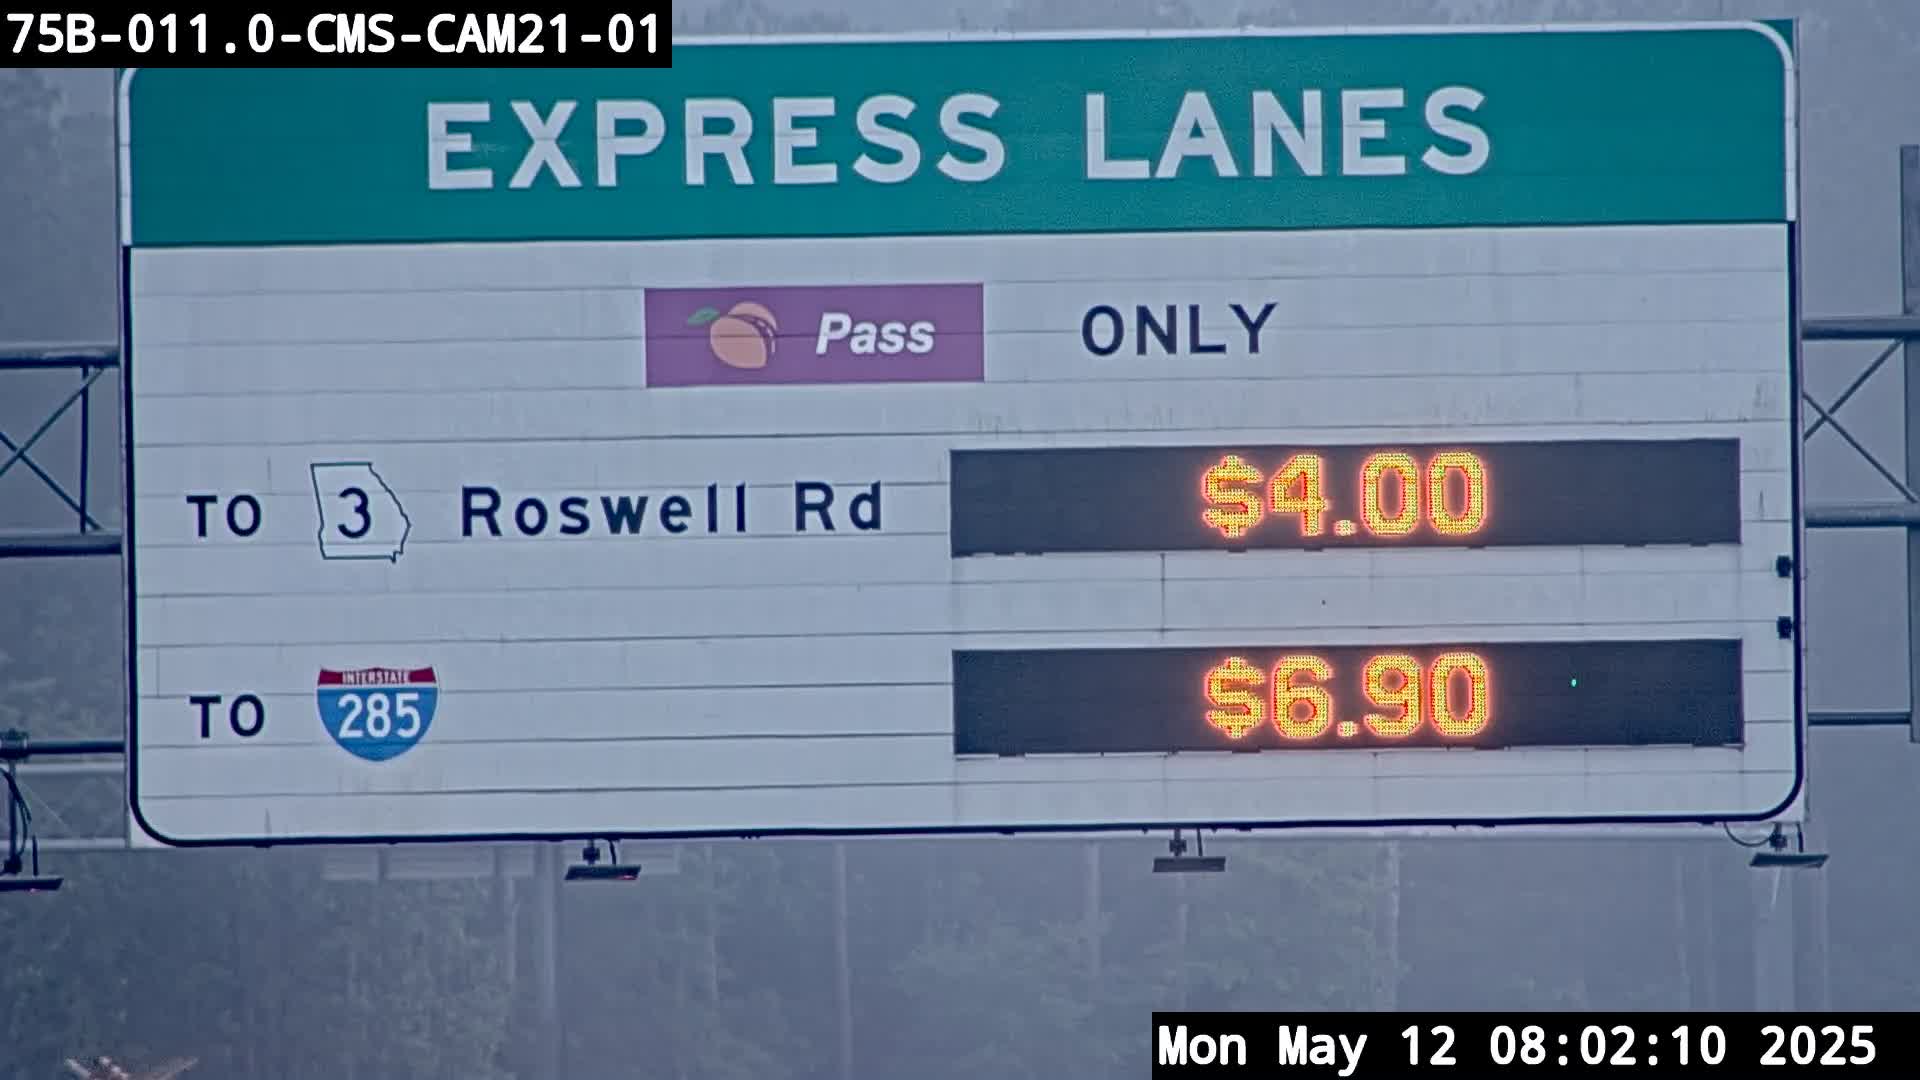 75B-011.0-CMS-CAM21-01
EXPRESS LANES
Pass ONLY
TO 3 Roswell Rd $4.00
TO INTERSTATE 285 $6.90
Mon May 12 08:02:10 2025